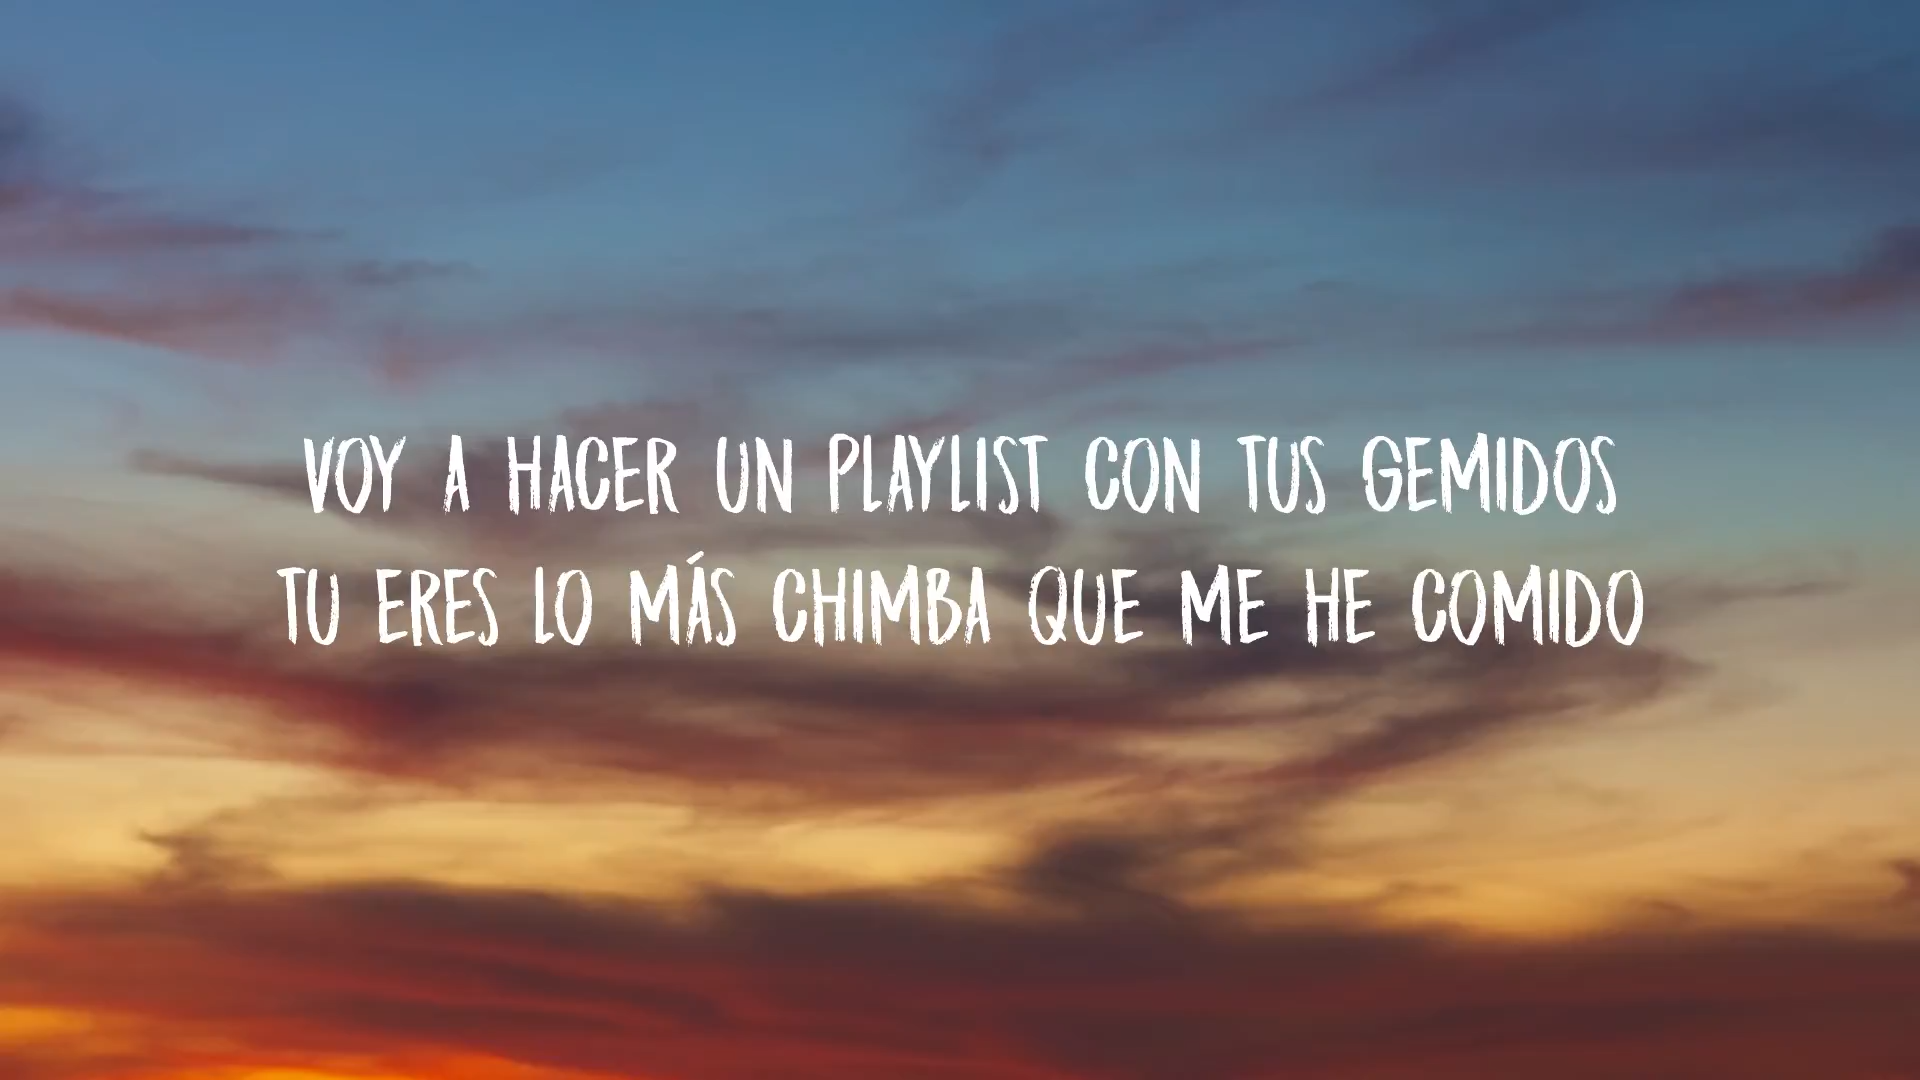 VOY A HACER UN PLAYLIST CON TUS GEMIDOS
TU ERES LO MÁS CHIMBA QUE ME HE COMIDO